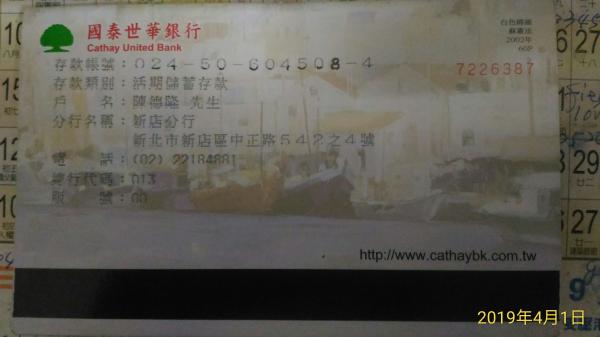 國泰世華銀行
Cathay United Bank
白色磚牆
蘇憲法
2002年
60P
存款帳號：024-50-604508-4
7226387
存款類別：活期儲蓄存款
戶　　名：陳德隆 先生
分行名稱：新店分行
新北市新店區中正路５４２之４號
電　　話：(02) 22184881
總行代碼：013
版　　號：00
http://www.cathaybk.com.tw
2019年4月1日